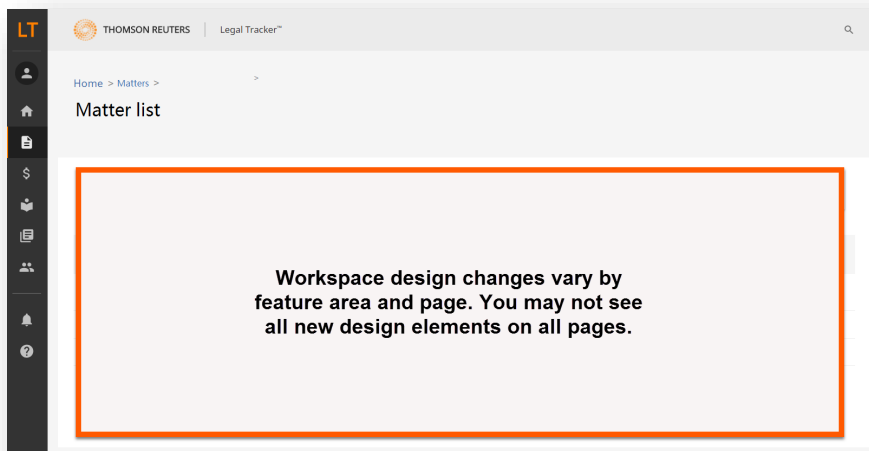 LT
THOMSON REUTERS | Legal Tracker™
Home > Matters > >
Matter list
$
Workspace design changes vary by
feature area and page. You may not see
all new design elements on all pages.
?